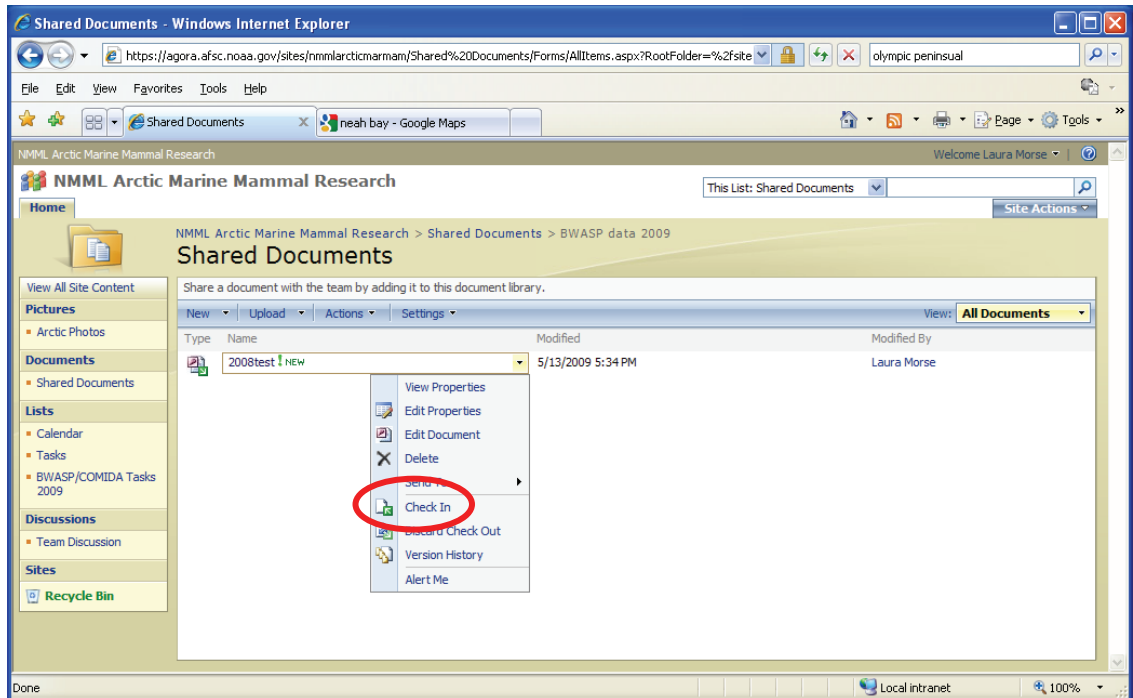 Shared Documents - Windows Internet Explorer
https://agora.afsc.noaa.gov/sites/nmmlarcticmarmam/Shared%20Documents/Forms/AllItems.aspx?RootFolder=%2fsite
olympic peninsual
File Edit View Favorites Tools Help
Shared Documents
neah bay - Google Maps
Page Tools »
NMML Arctic Marine Mammal Research
Welcome Laura Morse
NMML Arctic Marine Mammal Research
This List: Shared Documents
Home
Site Actions
NMML Arctic Marine Mammal Research > Shared Documents > BWASP data 2009
Shared Documents
View All Site Content
Pictures
Arctic Photos
Documents
Shared Documents
Lists
Calendar
Tasks
BWASP/COMIDA Tasks
2009
Discussions
Team Discussion
Sites
Recycle Bin
Share a document with the team by adding it to this document library.
New Upload Actions Settings
View: All Documents
Type Name Modified Modified By
2008test ! NEW 5/13/2009 5:34 PM Laura Morse
View Properties
Edit Properties
Edit Document
Delete
Send To
Check In
Discard Check Out
Version History
Alert Me
Done
Local intranet
100%